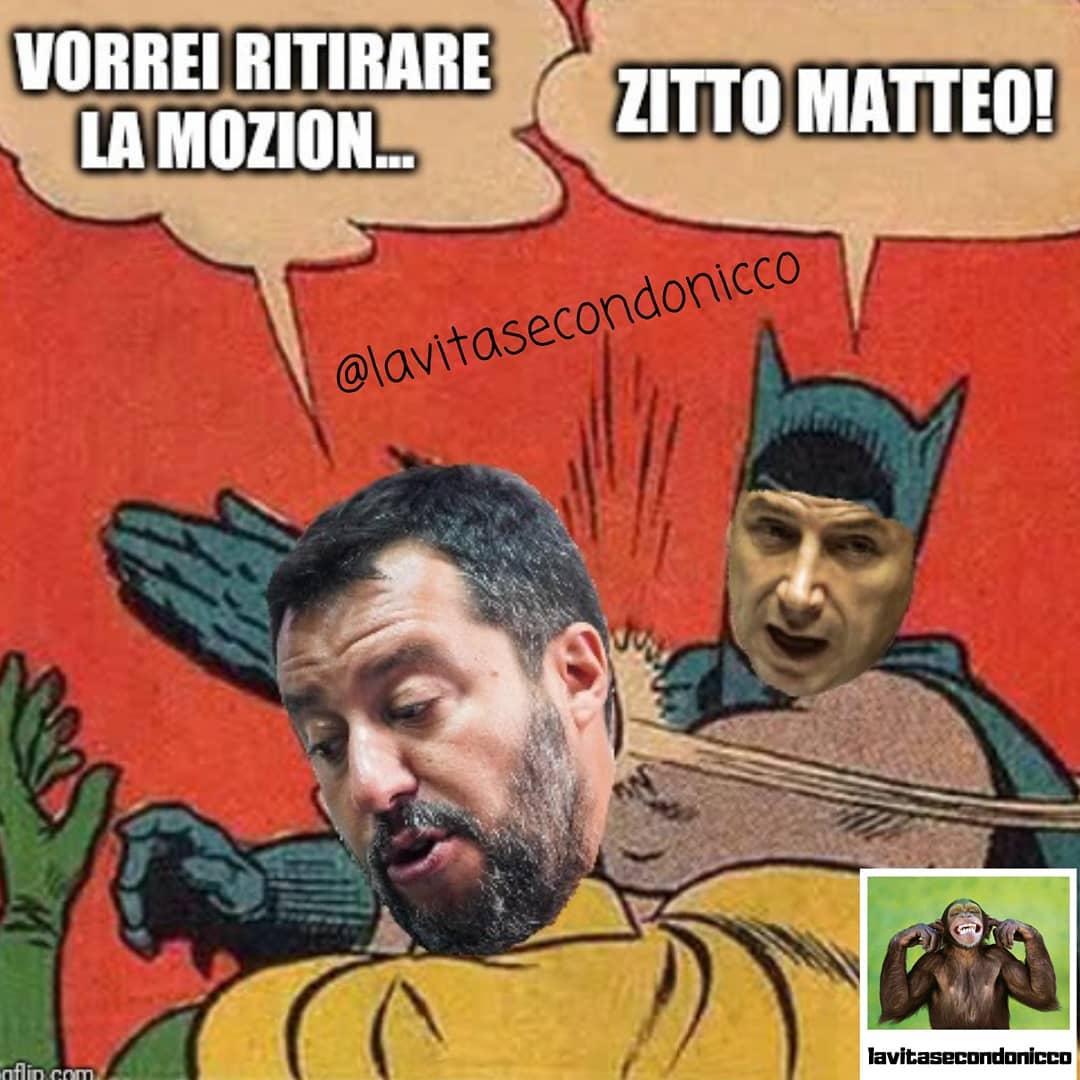 VORREI RITIRARE
LA MOZION...
ZITTO MATTEO!
@lavitasecondonicco
lavitasecondonicco